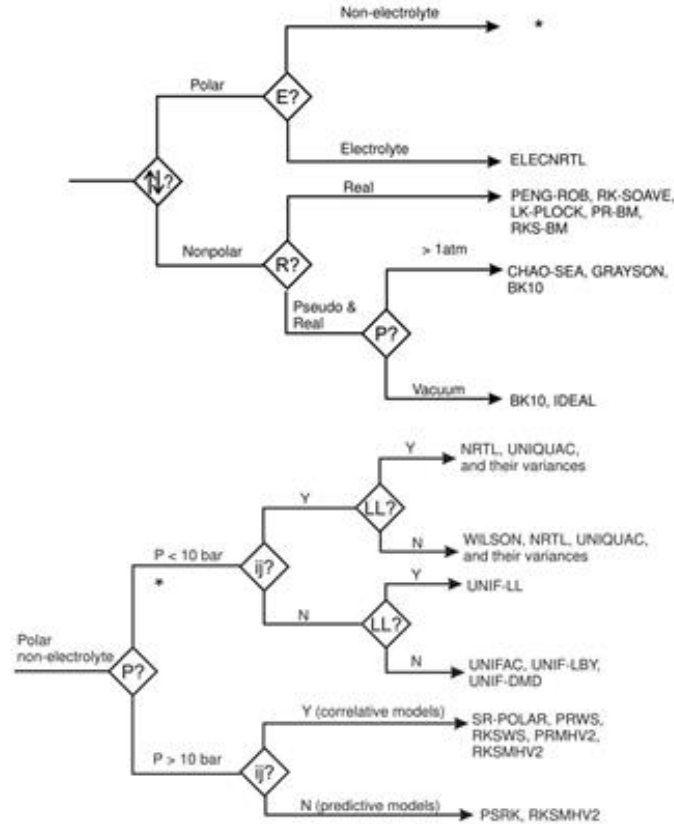 Non-electrolyte
*
Polar
E?
Electrolyte
ELECNRTL
?
Real
PENG-ROB, RK-SOAVE,
LK-PLOCK, PR-BM,
RKS-BM
Nonpolar
R?
> 1atm
CHAO-SEA, GRAYSON,
BK10
Pseudo &
Real
P?
Vacuum
BK10, IDEAL
Y
NRTL, UNIQUAC,
and their variances
Y
LL?
N
WILSON, NRTL, UNIQUAC,
and their variances
P < 10 bar
*
ij?
Y
UNIF-LL
N
LL?
N
UNIFAC, UNIF-LBY,
UNIF-DMD
Polar
non-electrolyte
P?
Y (correlative models)
SR-POLAR, PRWS,
RKSWS, PRMHV2,
RKSMHV2
P > 10 bar
ij?
N (predictive models)
PSRK, RKSMHV2